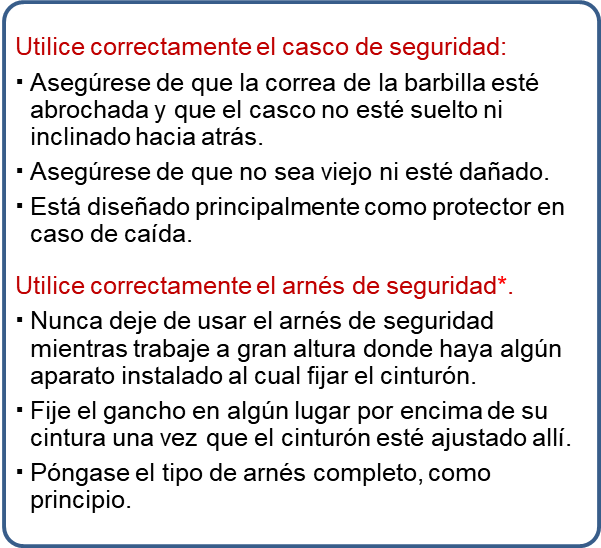 Utilice correctamente el casco de seguridad:
▪ Asegúrese de que la correa de la barbilla esté
abrochada y que el casco no esté suelto ni
inclinado hacia atrás.
▪ Asegúrese de que no sea viejo ni esté dañado.
▪ Está diseñado principalmente como protector en
caso de caída.
Utilice correctamente el arnés de seguridad*.
▪ Nunca deje de usar el arnés de seguridad
mientras trabaje a gran altura donde haya algún
aparato instalado al cual fijar el cinturón.
▪ Fije el gancho en algún lugar por encima de su
cintura una vez que el cinturón esté ajustado allí.
▪ Póngase el tipo de arnés completo, como
principio.